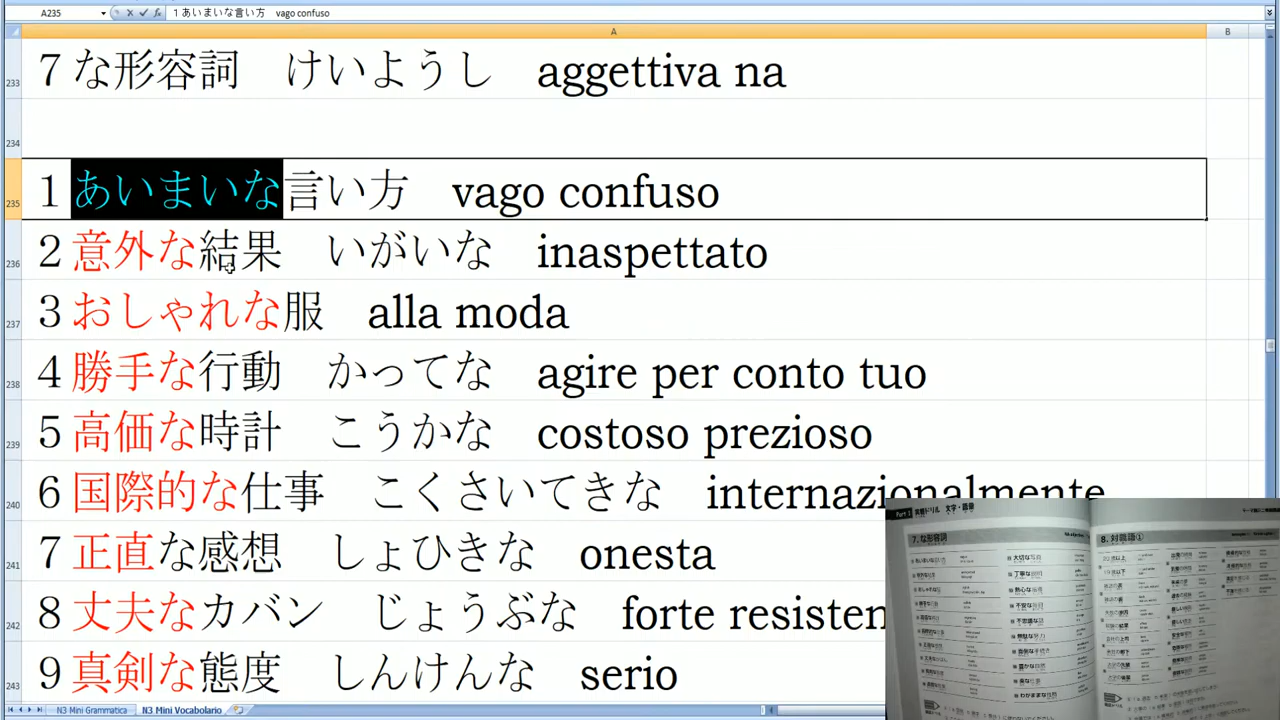 A235
1 あいまいな言い方　vago confuso
A
B
233
7 な形容詞　けいようし　aggettiva na
234
235
1 あいまいな言い方　vago confuso
236
2 意外な結果　いがいな　inaspettato
237
3 おしゃれな服　alla moda
238
4 勝手な行動　かってな　agire per conto tuo
239
5 高価な時計　こうかな　costoso prezioso
240
6 国際的な仕事　こくさいてきな　internazionalmente
241
7 正直な感想　しょひきな　onesta
242
8 丈夫なカバン　じょうぶな　forte resisten
243
9 真剣な態度　しんけんな　serio
7. な形容詞
8. 対義語①
N3 Mini Grammatica
N3 Mini Vocabolario